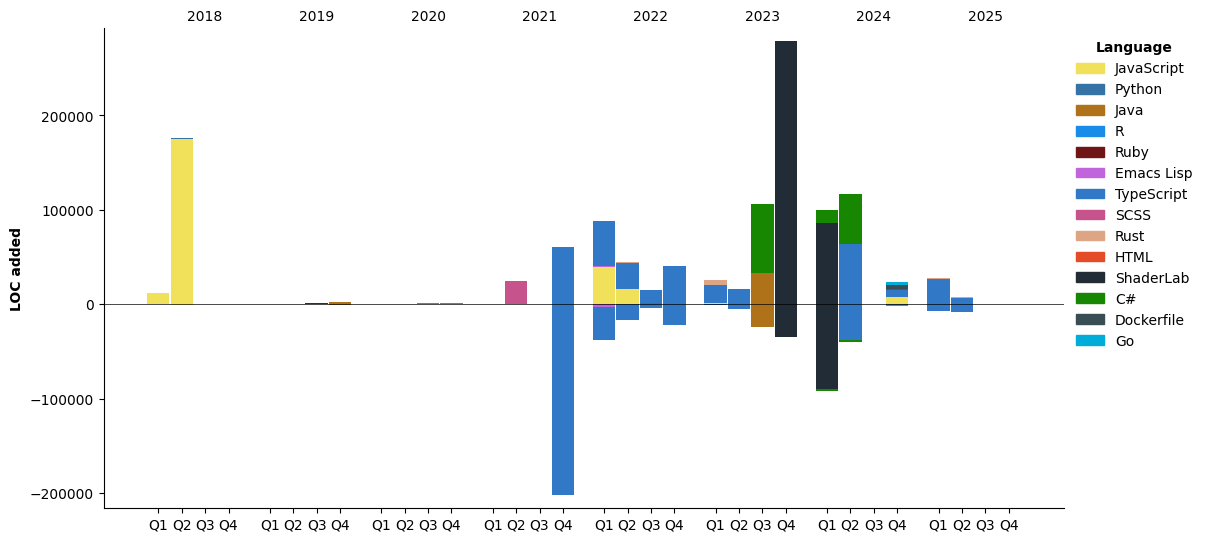 2018 2019 2020 2021 2022 2023 2024 2025
LOC added
200000
100000
0
−100000
−200000
Q1 Q2 Q3 Q4 Q1 Q2 Q3 Q4 Q1 Q2 Q3 Q4 Q1 Q2 Q3 Q4 Q1 Q2 Q3 Q4 Q1 Q2 Q3 Q4 Q1 Q2 Q3 Q4 Q1 Q2 Q3 Q4
Language
JavaScript
Python
Java
R
Ruby
Emacs Lisp
TypeScript
SCSS
Rust
HTML
ShaderLab
C#
Dockerfile
Go